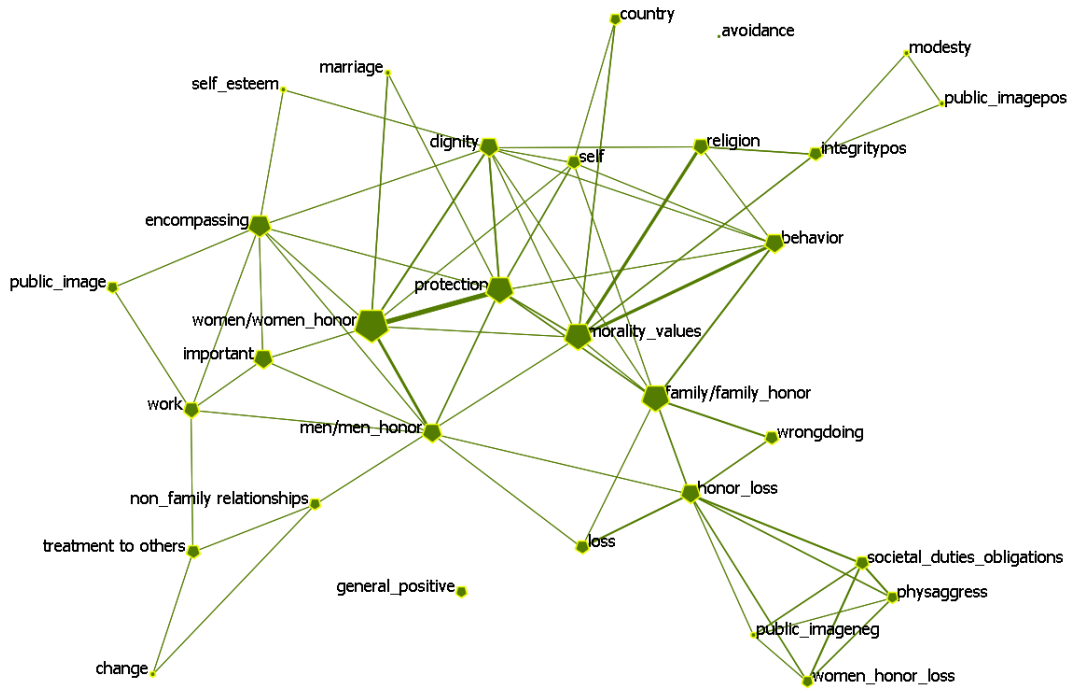 country
avoidance
modesty
marriage
self_esteem
public_imagepos
dignity
self
religion
integritypos
encompassing
behavior
public_image
protection
women/women_honor
morality_values
important
family/family_honor
work
men/men_honor
wrongdoing
non_family relationships
honor_loss
treatment to others
loss
societal_duties_obligations
general_positive
physaggress
public_imageneg
change
women_honor_loss